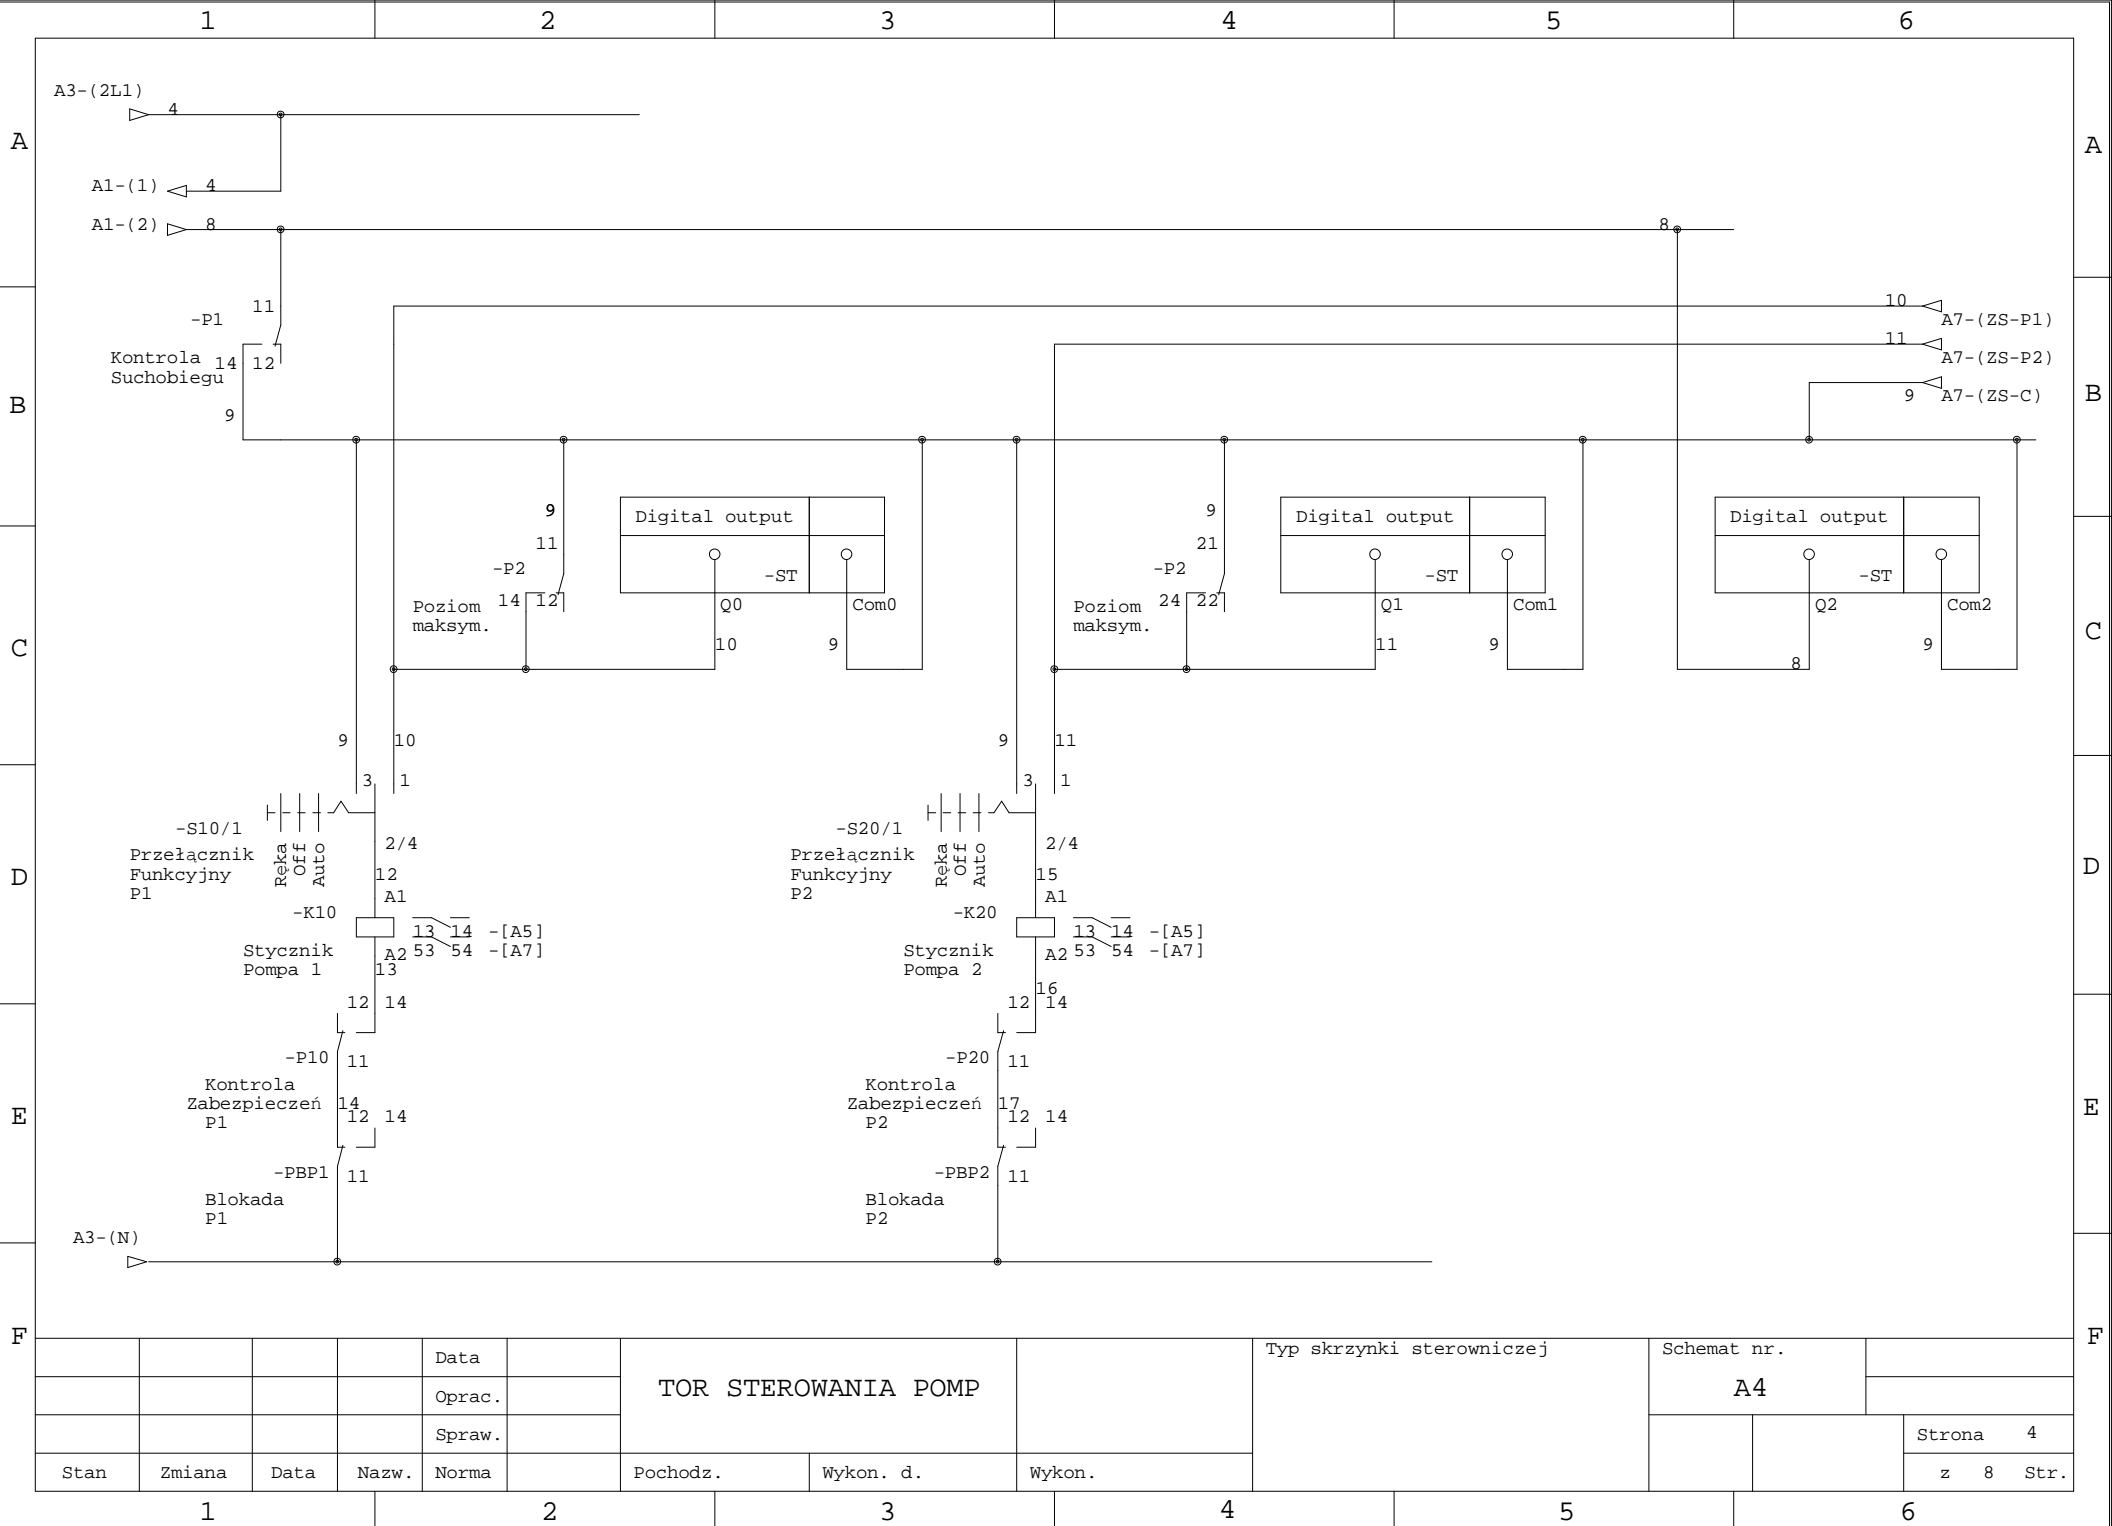 1 2 3 4 5 6
A3-(2L1)
4
A A
A1-(1) 4
A1-(2) 8 8
11 10
-P1 A7-(ZS-P1)
11
Kontrola 14 12 A7-(ZS-P2)
Suchobiegu
9 A7-(ZS-C)
B B
9
9 9
Digital output Digital output Digital output
11 21
-P2 -ST -P2 -ST -ST
14 12 24 22
Poziom Q0 Com0 Poziom Q1 Com1 Q2 Com2
maksym. maksym.
10 9 11 9 9
C C
8
9 10 9 11
3 1 3 1
-S10/1 -S20/1
2/4 2/4
Przełącznik Ręka Off Auto Przełącznik Ręka Off Auto
Funkcyjny 12 Funkcyjny 15
P1 P2
D D
A1 A1
-K10 -K20
13 14 -[A5] 13 14 -[A5]
Stycznik A2 53 54 -[A7] Stycznik A2 53 54 -[A7]
Pompa 1 13 Pompa 2
16
12 14 12 14
-P10 11 -P20 11
Kontrola Kontrola
Zabezpieczeń 14 Zabezpieczeń 17
P1 12 14 P2 12 14
E E
-PBP1 11 -PBP2 11
Blokada Blokada
P1 P2
A3-(N)
F F
Data Typ skrzynki sterowniczej Schemat nr.
TOR STEROWANIA POMP A4
Oprac.
Spraw. Strona 4
Stan Zmiana Data Nazw. Norma Pochodz. Wykon. d. Wykon. z 8 Str.
1 2 3 4 5 6